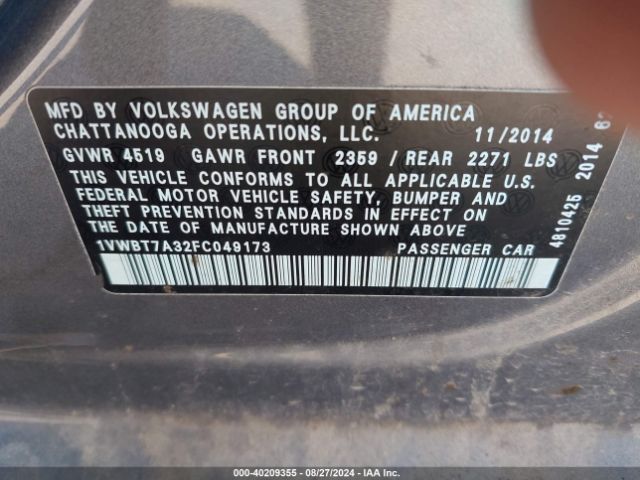 MFD BY VOLKSWAGEN GROUP OF AMERICA
CHATTANOOGA OPERATIONS, LLC. 11/2014
GVWR 4519 GAWR FRONT 2359 / REAR 2271 LBS
THIS VEHICLE CONFORMS TO ALL APPLICABLE U.S.
FEDERAL MOTOR VEHICLE SAFETY, BUMPER AND
THEFT PREVENTION STANDARDS IN EFFECT ON
THE DATE OF MANUFACTURE SHOWN ABOVE
1VWBT7A32FC049173 PASSENGER CAR
4810426 2014
000-40209355 - 08/27/2024 - IAA Inc.